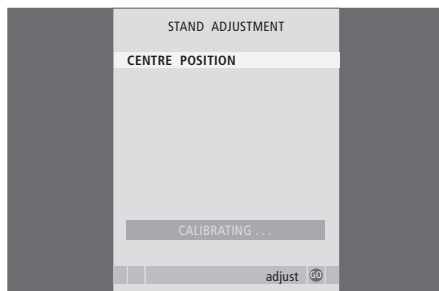 STAND ADJUSTMENT
CENTRE POSITION
CALIBRATING . . .
adjust GO